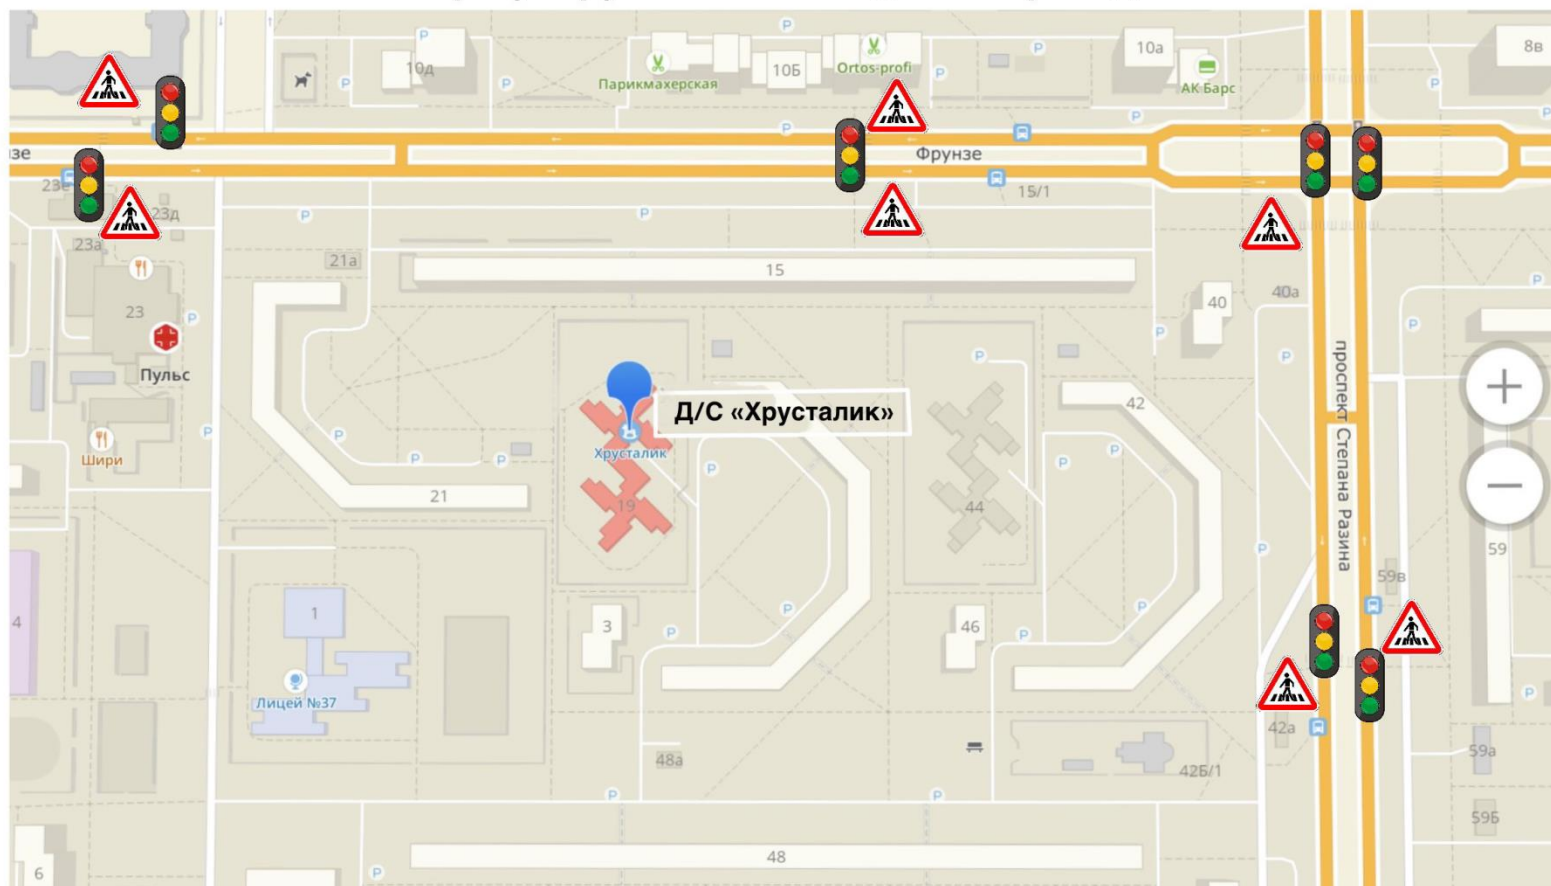 10д
Парикмахерская
10Б
Ortos-profi
10а
АК Барс
8в
зе
Фрунзе
23е
23д
15/1
23а
21а
15
40
40а
23
Пульс
проспект Степана Разина
Д/С «Хрусталик»
42
Хрусталик
Шири
21
19
44
59
59в
1
3
46
4
Лицей №37
42а
48а
42Б/1
59а
59Б
48
6
P